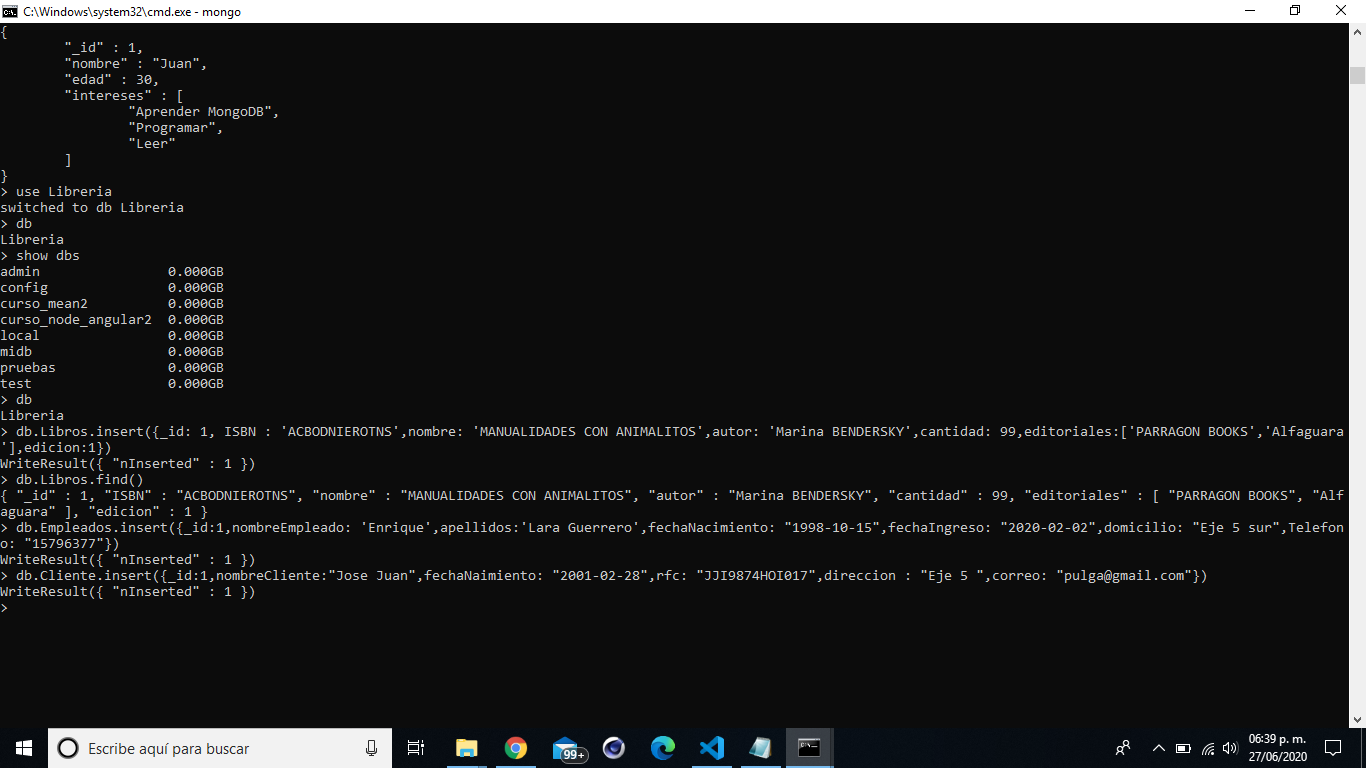 C:\Windows\system32\cmd.exe - mongo
{
"_id" : 1,
"nombre" : "Juan",
"edad" : 30,
"intereses" : [
"Aprender MongoDB",
"Programar",
"Leer"
]
}
> use Libreria
switched to db Libreria
> db
Libreria
> show dbs
admin 0.000GB
config 0.000GB
curso_mean2 0.000GB
curso_node_angular2 0.000GB
local 0.000GB
midb 0.000GB
pruebas 0.000GB
test 0.000GB
> db
Libreria
> db.Libros.insert({_id: 1, ISBN : 'ACBODNIEROTNS',nombre: 'MANUALIDADES CON ANIMALITOS',autor: 'Marina BENDERSKY',cantidad: 99,editoriales:['PARRAGON BOOKS','Alfaguara
'],edicion:1})
WriteResult({ "nInserted" : 1 })
> db.Libros.find()
{ "_id" : 1, "ISBN" : "ACBODNIEROTNS", "nombre" : "MANUALIDADES CON ANIMALITOS", "autor" : "Marina BENDERSKY", "cantidad" : 99, "editoriales" : [ "PARRAGON BOOKS", "Alf
aguara" ], "edicion" : 1 }
> db.Empleados.insert({_id:1,nombreEmpleado: 'Enrique',apellidos:'Lara Guerrero',fechaNacimiento: "1998-10-15",fechaIngreso: "2020-02-02",domicilio: "Eje 5 sur",Telefon
o: "15796377"})
WriteResult({ "nInserted" : 1 })
> db.Cliente.insert({_id:1,nombreCliente:"Jose Juan",fechaNaimiento: "2001-02-28",rfc: "JJI9874HOI017",direccion : "Eje 5 ",correo: "pulga@gmail.com"})
WriteResult({ "nInserted" : 1 })
>
Escribe aquí para buscar
99+
06:39 p. m.
27/06/2020